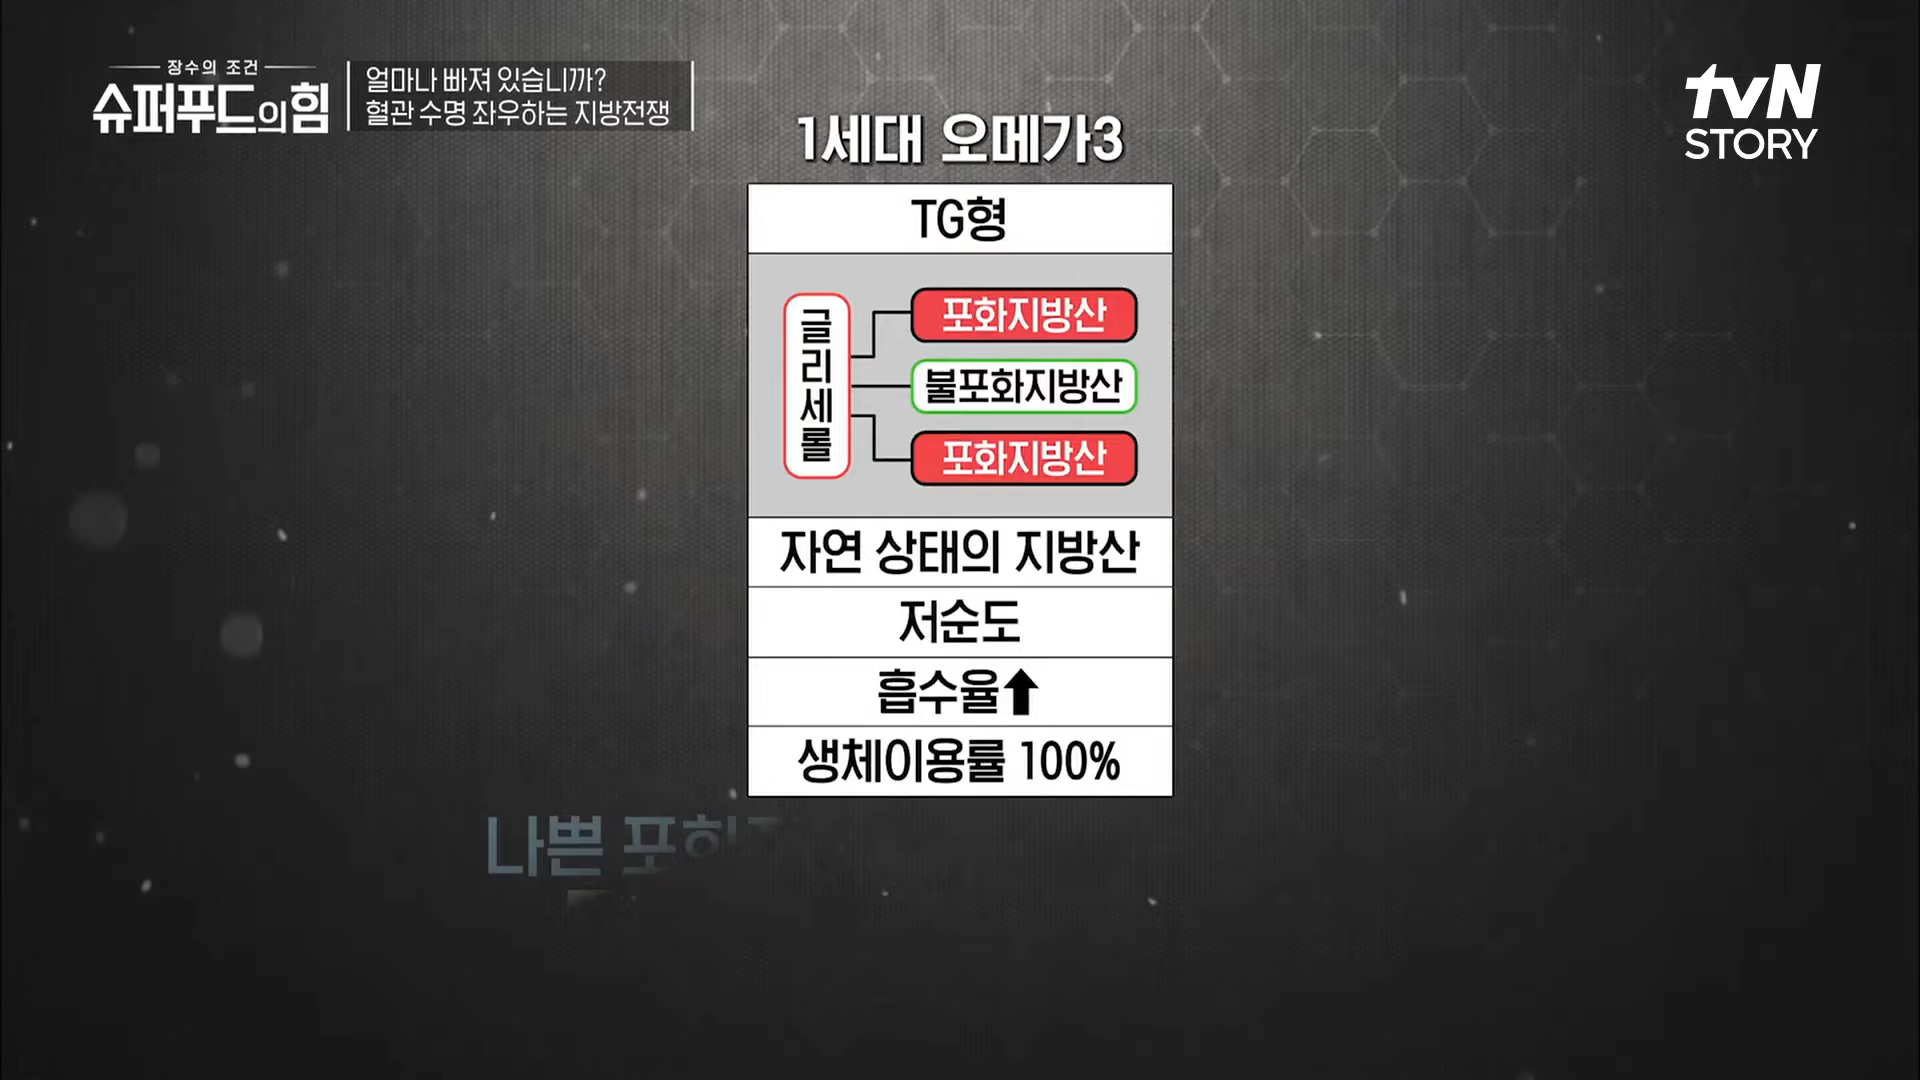 장수의 조건
슈퍼푸드의 힘
얼마나 빠져 있습니까?
혈관 수명 좌우하는 지방전쟁
tvN
STORY
1세대 오메가3
TG형
글리세롤
포화지방산
불포화지방산
포화지방산
자연 상태의 지방산
저순도
흡수율⬆
생체이용률 100%
나쁜